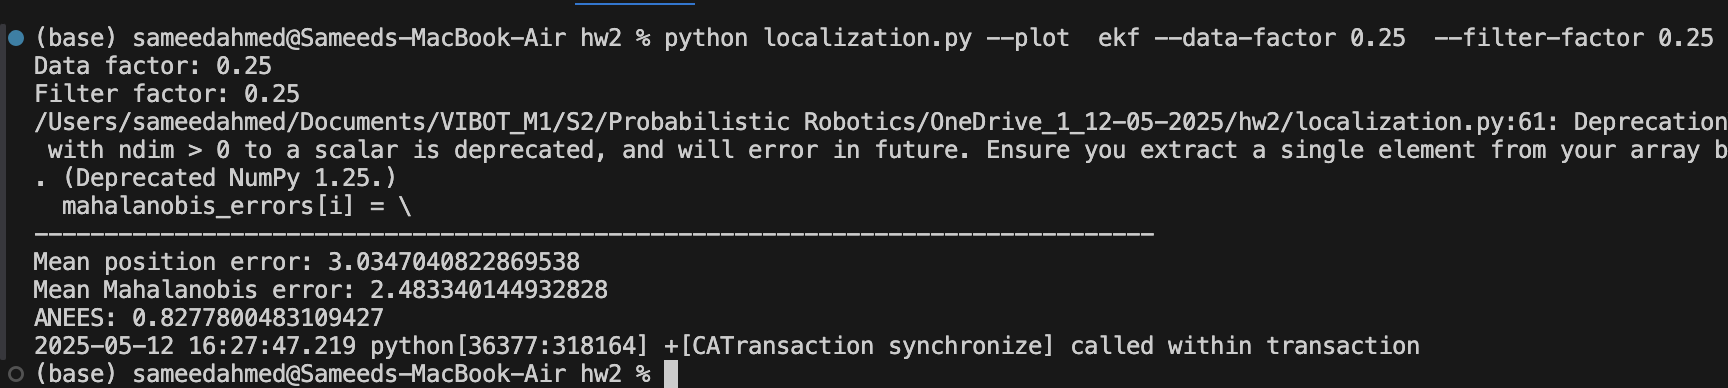 (base) sameedahmed@Sameeds-MacBook-Air hw2 % python localization.py --plot  ekf --data-factor 0.25  --filter-factor 0.25
Data factor: 0.25
Filter factor: 0.25
/Users/sameedahmed/Documents/VIBOT_M1/S2/Probabilistic Robotics/OneDrive_1_12-05-2025/hw2/localization.py:61: Deprecation
 with ndim > 0 to a scalar is deprecated, and will error in future. Ensure you extract a single element from your array b
. (Deprecated NumPy 1.25.)
  mahalanobis_errors[i] = \
--------------------------------------------------------------------------------
Mean position error: 3.0347040822869538
Mean Mahalanobis error: 2.483340144932828
ANEES: 0.8277800483109427
2025-05-12 16:27:47.219 python[36377:318164] +[CATransaction synchronize] called within transaction
(base) sameedahmed@Sameeds-MacBook-Air hw2 %